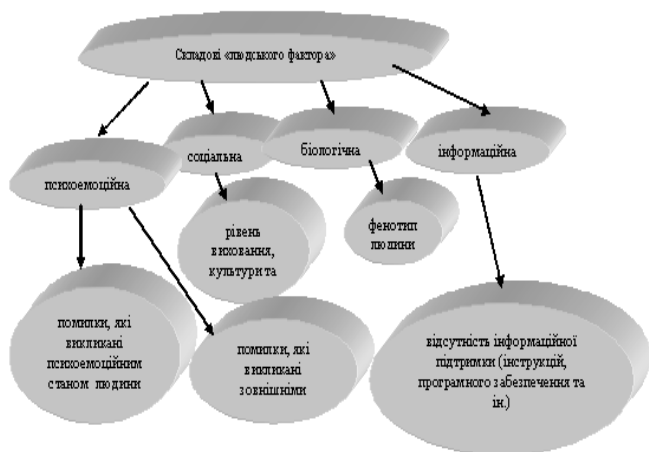 Складові «людського фактора»
психоемоційна
соціальна
біологічна
інформаційна
рівень
виховання,
культури та
фенотип
людини
помилки, які
викликані
психоемоційним
станом людини
помилки, які
викликані
зовнішніми
відсутність інформаційної
підтримки (інструкцій,
програмного забезпечення та
ін.)